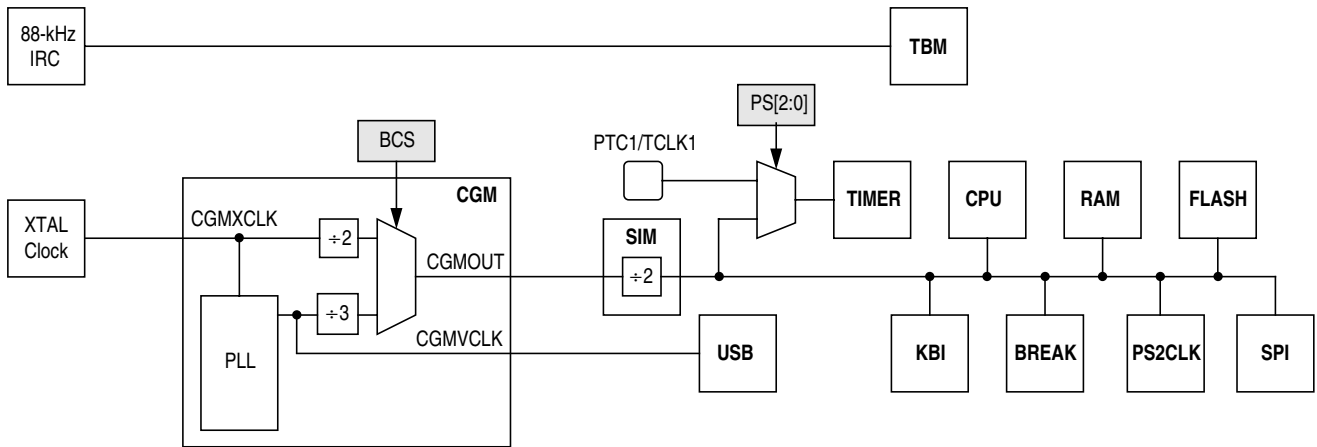 88-kHz
IRC
TBM
PS[2:0]
BCS
PTC1/TCLK1
CGM
TIMER
CPU
RAM
FLASH
XTAL
Clock
CGMXCLK
÷2
SIM
CGMOUT
÷2
÷3
CGMVCLK
PLL
USB
KBI
BREAK
PS2CLK
SPI